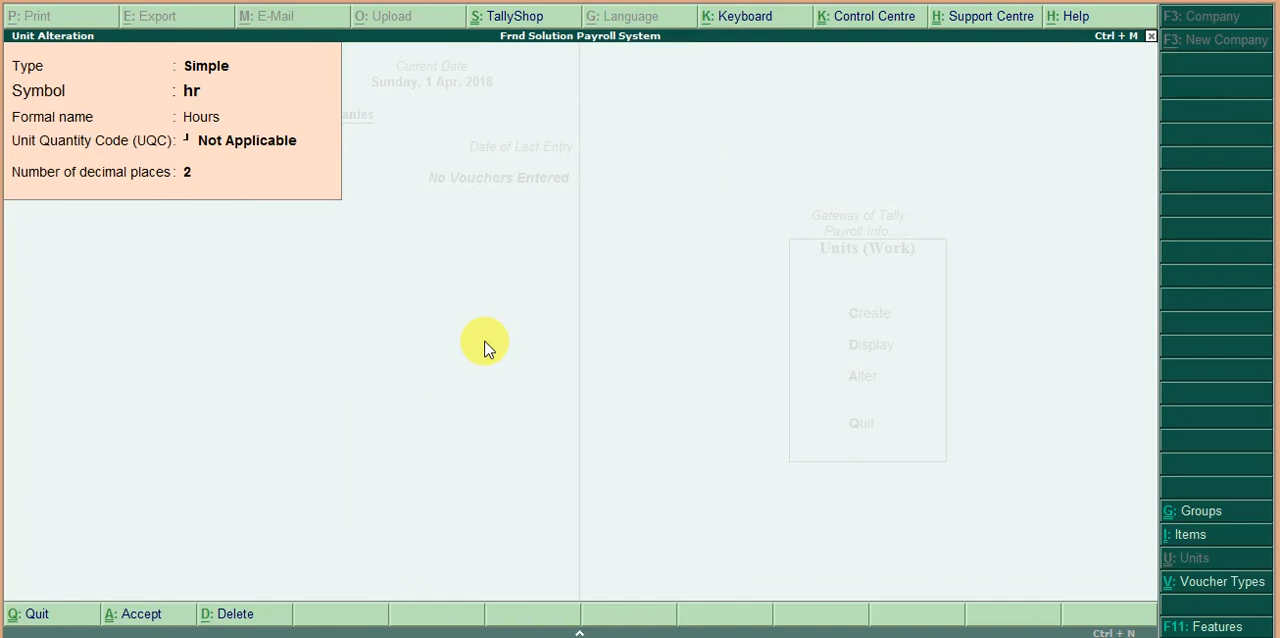 P: Print E: Export M: E-Mail O: Upload S: TallyShop G: Language K: Keyboard K: Control Centre H: Support Centre H: Help F3: Company
Unit Alteration Frnd Solution Payroll System Ctrl + M F3: New Company
Type : Simple
Symbol : hr
Formal name : Hours
Unit Quantity Code (UQC): ┘ Not Applicable
Number of decimal places : 2
Current Date
Sunday, 1 Apr, 2018
anies
Date of Last Entry
No Vouchers Entered
Gateway of Tally ....
Payroll Info....
Units (Work)
Create
Display
Alter
Quit
G: Groups
I: Items
U: Units
V: Voucher Types
F11: Features
Q: Quit A: Accept D: Delete
Ctrl + N